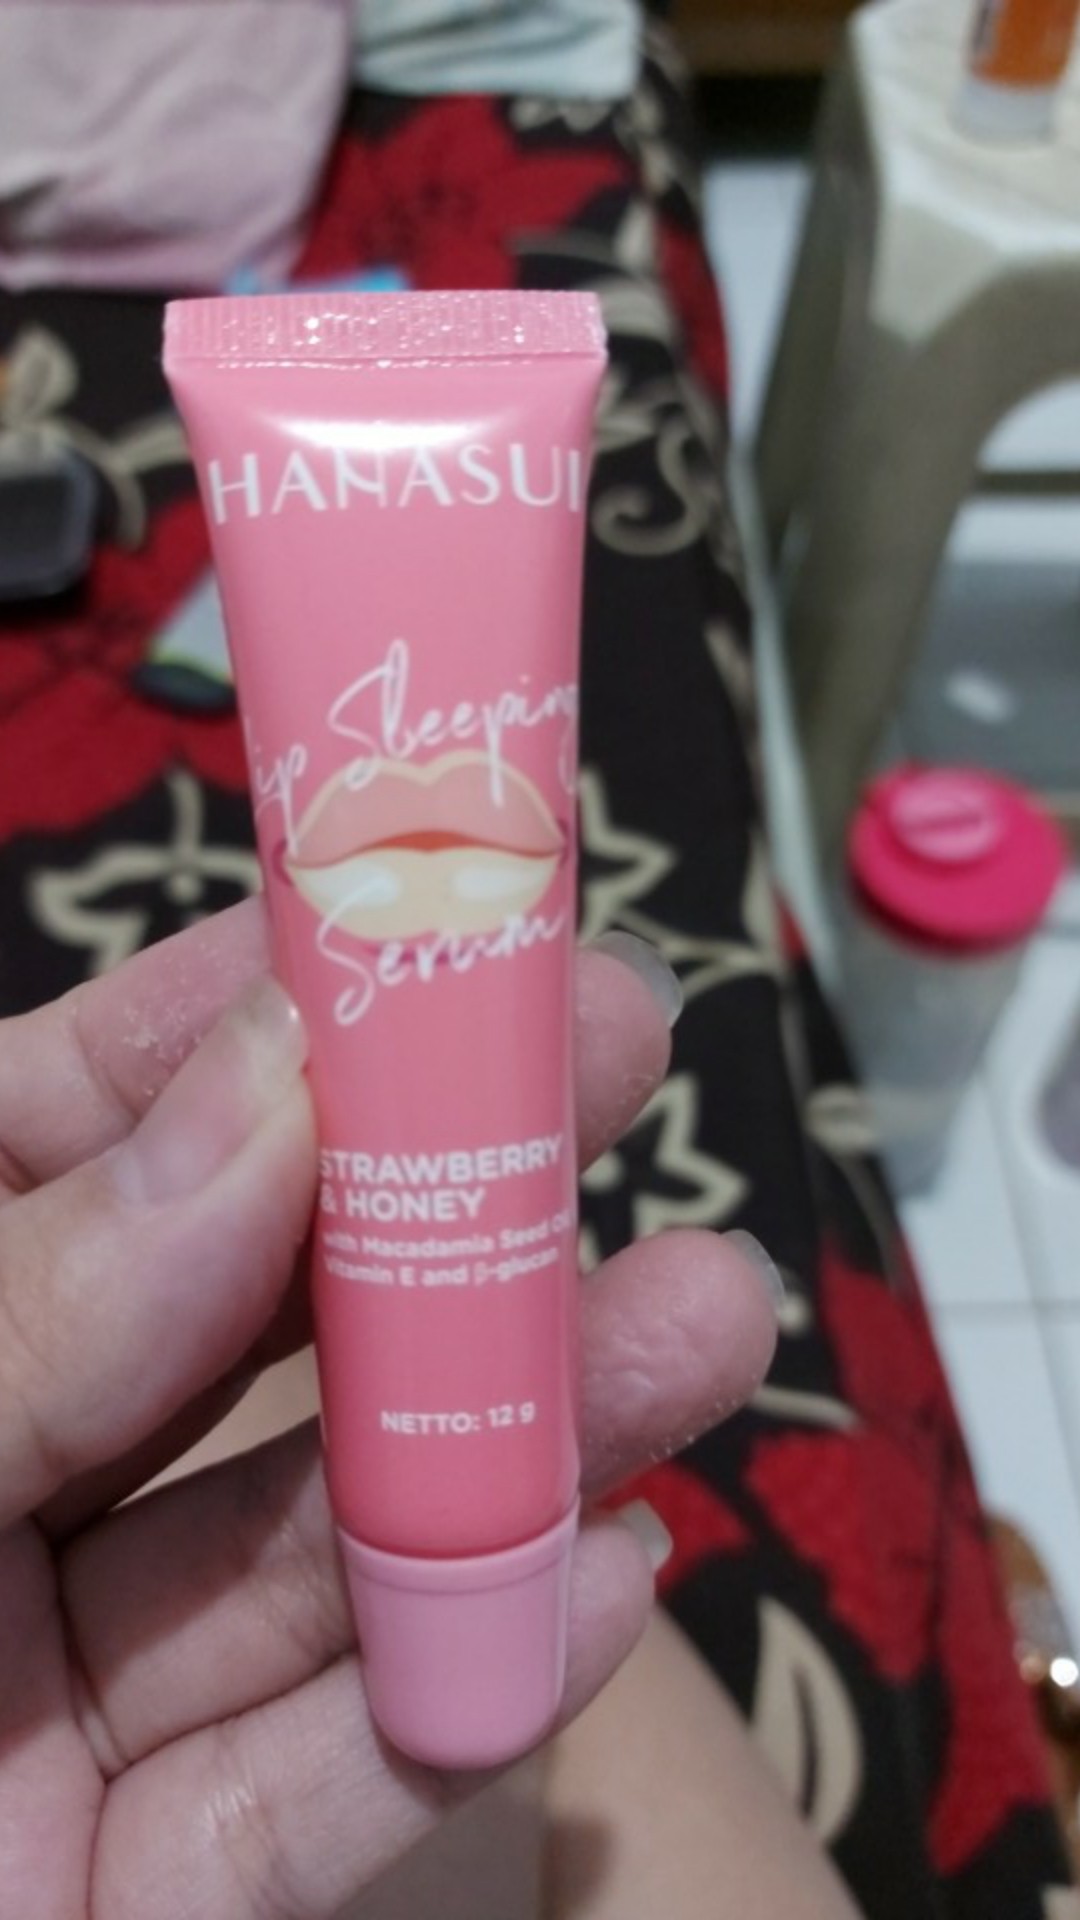 HANASUI
Lip Sleeping
Serum
STRAWBERRY
& HONEY
with Macadamia Seed Oil
Vitamin E and β-glucan
NETTO: 12 g